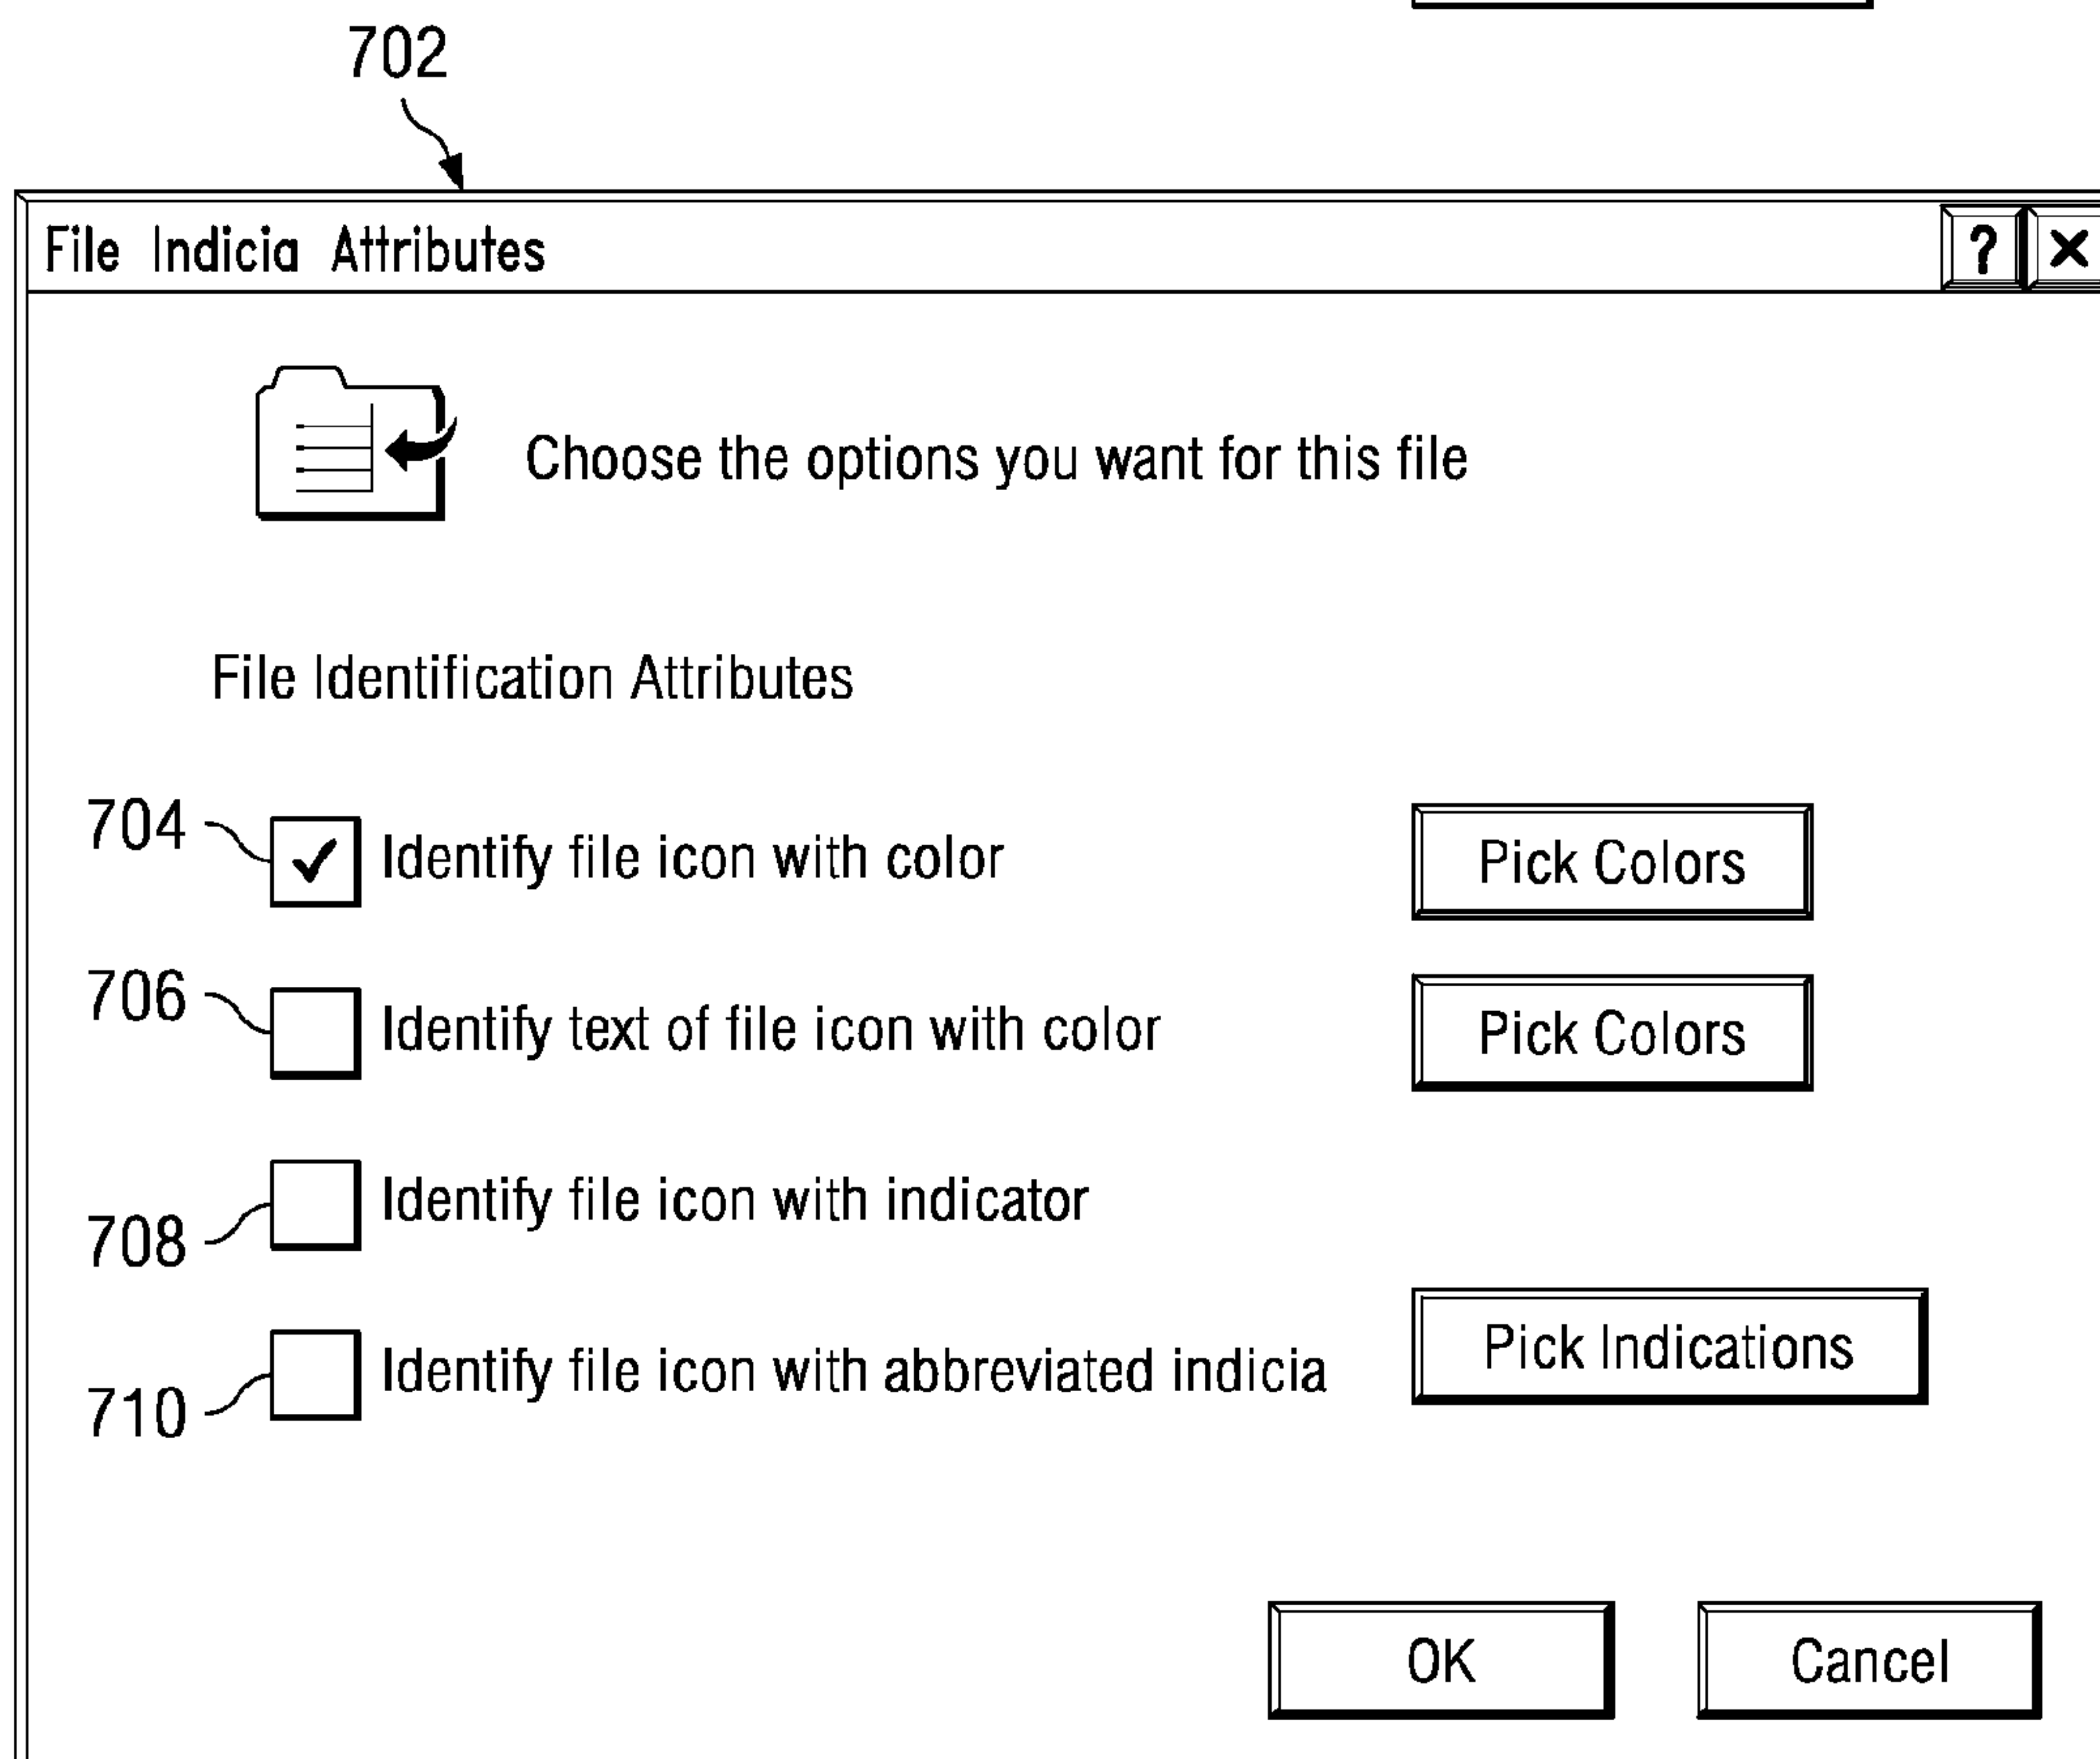 702
File Indicia Attributes ? ×
Choose the options you want for this file
File Identification Attributes
704 ✓ Identify file icon with color Pick Colors
706 Identify text of file icon with color Pick Colors
708 Identify file icon with indicator
Pick Indications
710 Identify file icon with abbreviated indicia
OK Cancel